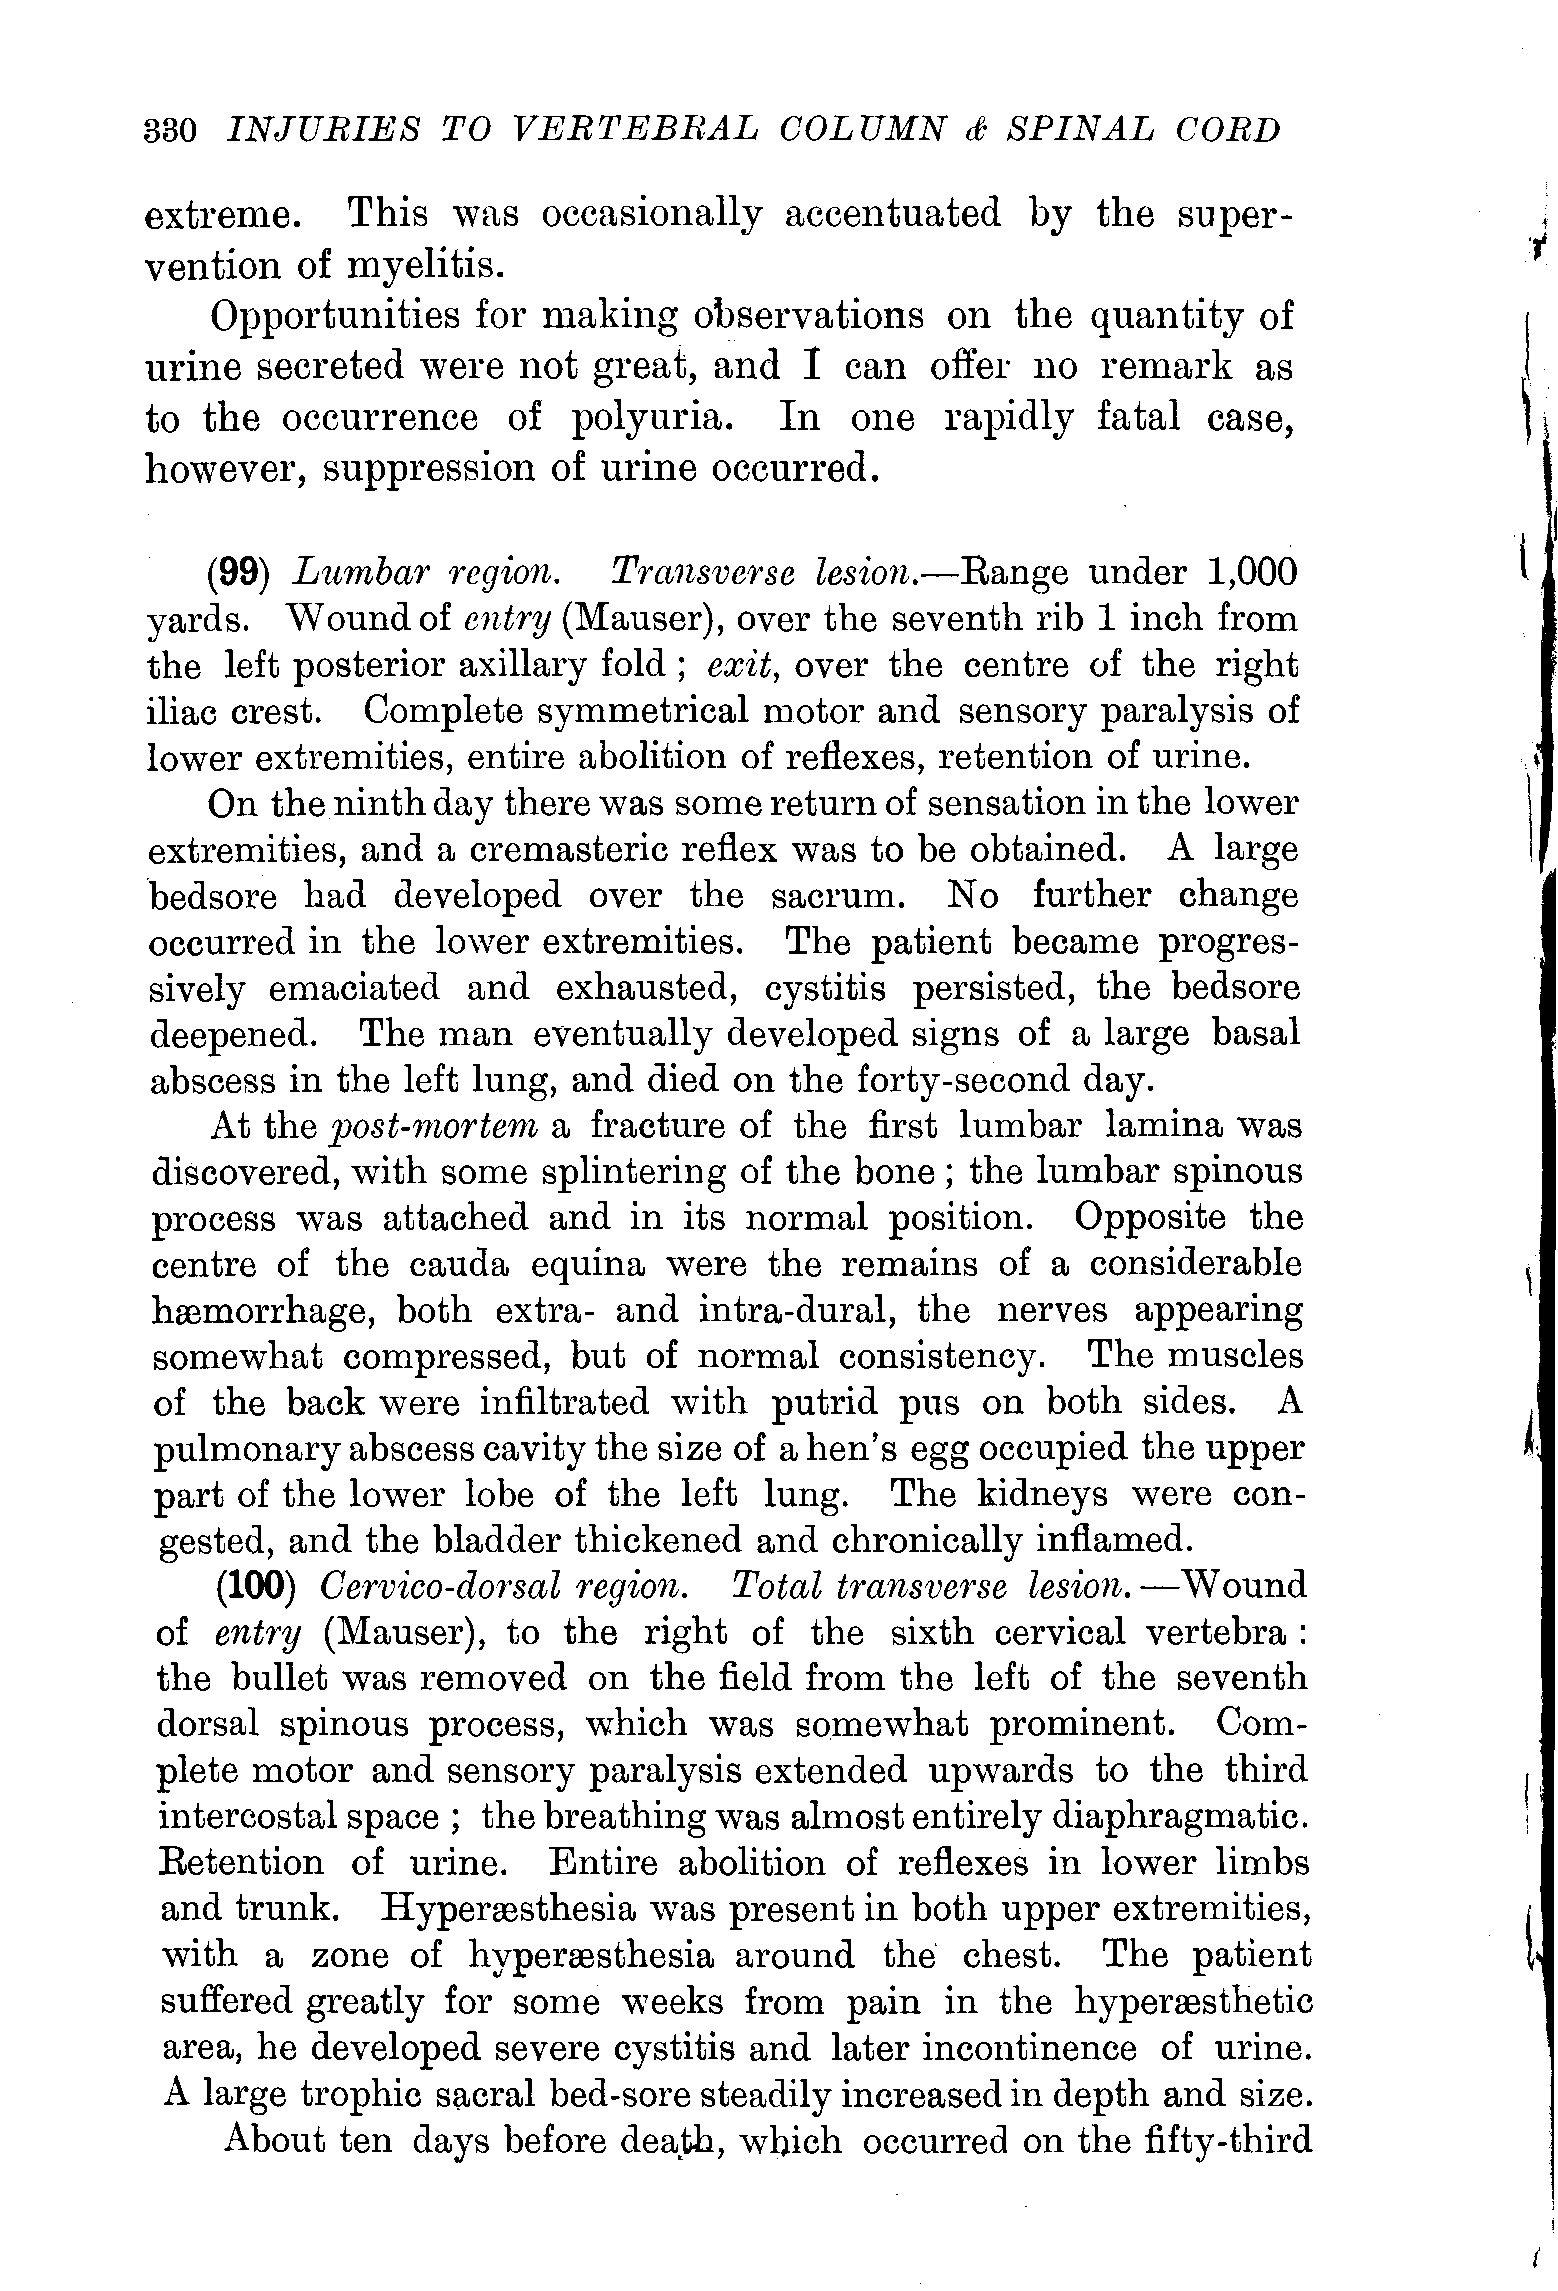 330 INJURIES TO VERTEBRAL COLUMN & SPINAL CORD
extreme. This was occasionally accentuated by the super-
vention of myelitis.
Opportunities for making observations on the quantity of
urine secreted were not great, and I can offer no remark as
to the occurrence of polyuria. In one rapidly fatal case,
however, suppression of urine occurred.
(99) Lumbar region. Transverse lesion.—Range under 1,000
yards. Wound of entry (Mauser), over the seventh rib 1 inch from
the left posterior axillary fold ; exit, over the centre of the right
iliac crest. Complete symmetrical motor and sensory paralysis of
lower extremities, entire abolition of reflexes, retention of urine.
On the ninth day there was some return of sensation in the lower
extremities, and a cremasteric reflex was to be obtained. A large
bedsore had developed over the sacrum. No further change
occurred in the lower extremities. The patient became progres-
sively emaciated and exhausted, cystitis persisted, the bedsore
deepened. The man eventually developed signs of a large basal
abscess in the left lung, and died on the forty-second day.
At the post-mortem a fracture of the first lumbar lamina was
discovered, with some splintering of the bone ; the lumbar spinous
process was attached and in its normal position. Opposite the
centre of the cauda equina were the remains of a considerable
hæmorrhage, both extra- and intra-dural, the nerves appearing
somewhat compressed, but of normal consistency. The muscles
of the back were infiltrated with putrid pus on both sides. A
pulmonary abscess cavity the size of a hen's egg occupied the upper
part of the lower lobe of the left lung. The kidneys were con-
gested, and the bladder thickened and chronically inflamed.
(100) Cervico-dorsal region. Total transverse lesion.—Wound
of entry (Mauser), to the right of the sixth cervical vertebra :
the bullet was removed on the field from the left of the seventh
dorsal spinous process, which was somewhat prominent. Com-
plete motor and sensory paralysis extended upwards to the third
intercostal space ; the breathing was almost entirely diaphragmatic.
Retention of urine. Entire abolition of reflexes in lower limbs
and trunk. Hyperæsthesia was present in both upper extremities,
with a zone of hyperæsthesia around the chest. The patient
suffered greatly for some weeks from pain in the hyperæsthetic
area, he developed severe cystitis and later incontinence of urine.
A large trophic sacral bed-sore steadily increased in depth and size.
About ten days before death, which occurred on the fifty-third